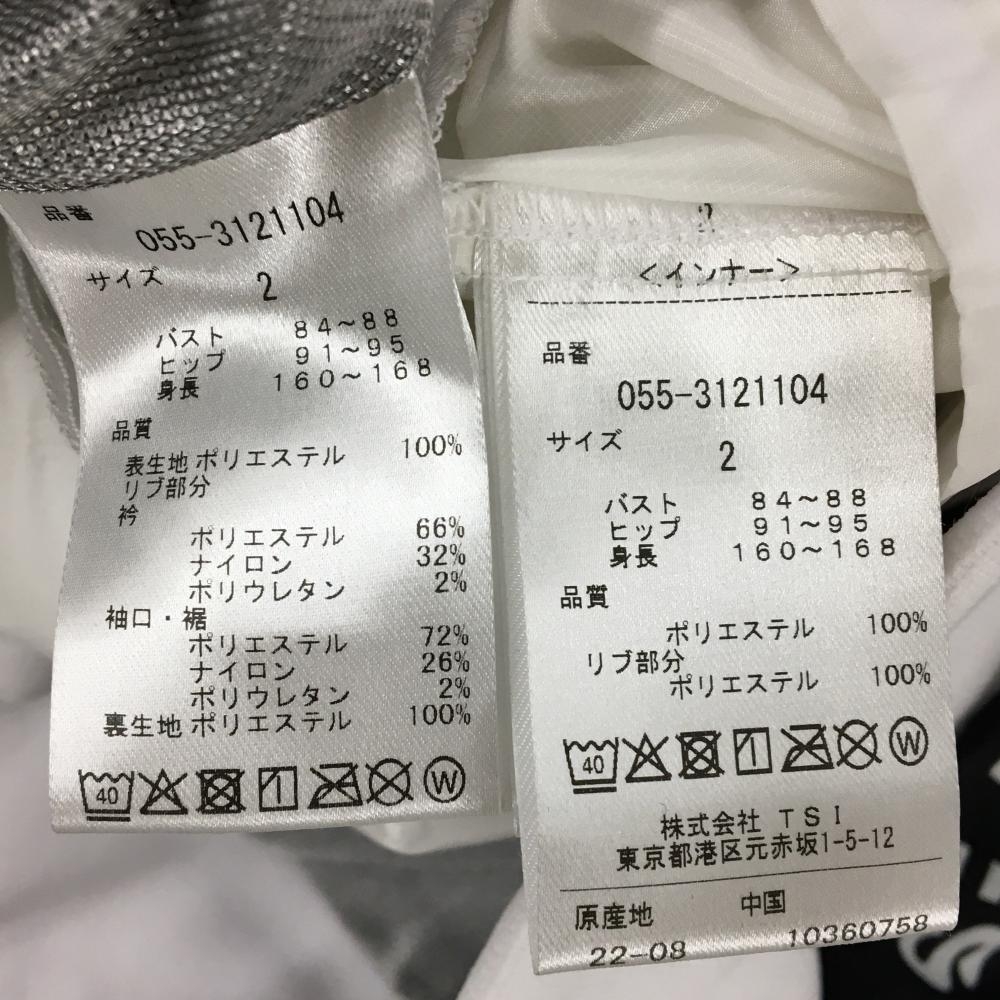 品番
055-3121104
サイズ
2
バスト 84～88
ヒップ 91～95
身長 160～168
品質
表生地 ポリエステル 100%
リブ部分
衿
ポリエステル 66%
ナイロン 32%
ポリウレタン 2%
袖口・裾
ポリエステル 72%
ナイロン 26%
ポリウレタン 2%
裏生地 ポリエステル 100%
40
W
2
<インナー>
品番
055-3121104
サイズ
2
バスト 84～88
ヒップ 91～95
身長 160～168
品質
ポリエステル 100%
リブ部分
ポリエステル 100%
40
W
株式会社 TSI
東京都港区元赤坂1-5-12
原産地 中国
22-08 10360758